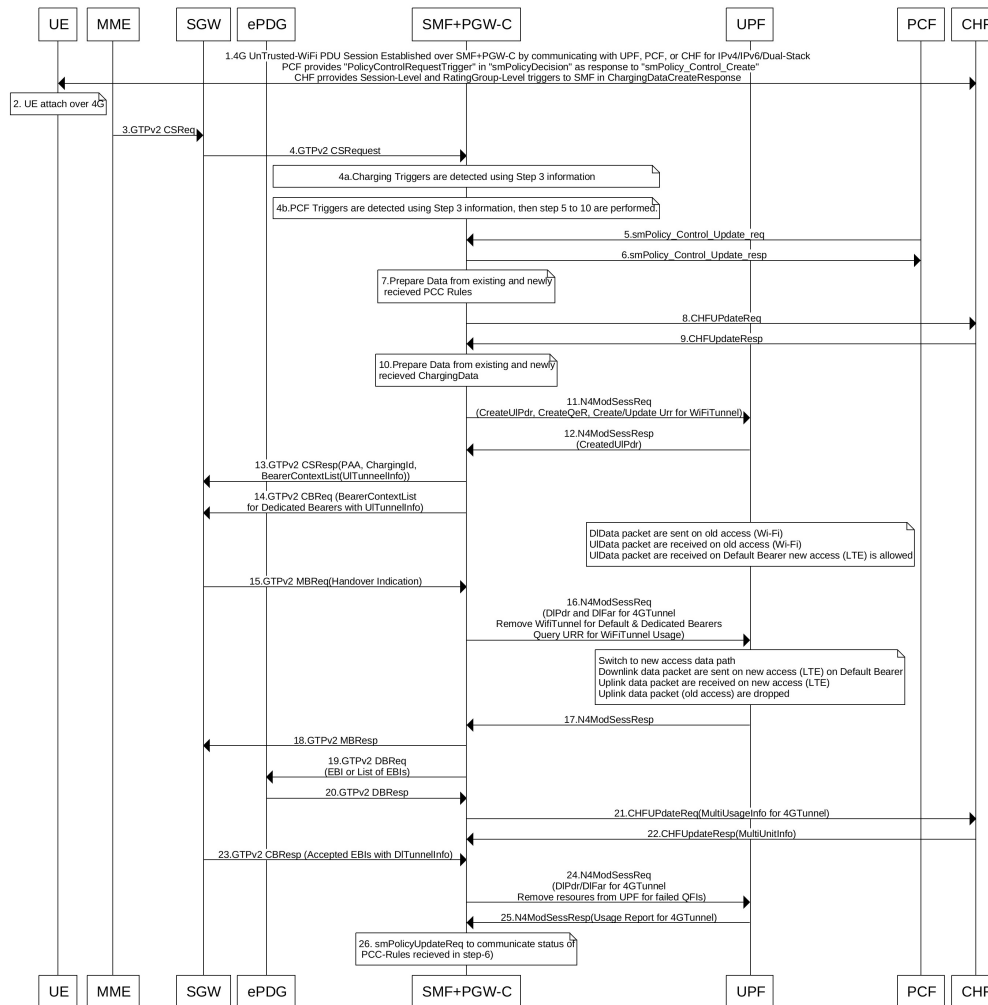 UE
MME
SGW
ePDG
SMF+PGW-C
UPF
PCF
CHF
1.4G UnTrusted-WiFi PDU Session Established over SMF+PGW-C by communicating with UPF, PCF, or CHF for IPv4/IPv6/Dual-Stack
PCF provides "PolicyControlRequestTrigger" in "smPolicyDecision" as response to "smPolicy_Control_Create"
CHF provides Session-Level and RatingGroup-Level triggers to SMF in ChargingDataCreateResponse
2. UE attach over 4G
3.GTPv2 CSReq
4.GTPv2 CSRequest
4a.Charging Triggers are detected using Step 3 information
4b.PCF Triggers are detected using Step 3 information, then step 5 to 10 are performed.
5.smPolicy_Control_Update_req
6.smPolicy_Control_Update_resp
7.Prepare Data from existing and newly
recieved PCC Rules
8.CHFUPdateReq
9.CHFUpdateResp
10.Prepare Data from existing and newly
recieved ChargingData
11.N4ModSessReq
(CreateUlPdr, CreateQeR, Create/Update Urr for WiFiTunnel)
12.N4ModSessResp
(CreatedUlPdr)
13.GTPv2 CSResp(PAA, ChargingId,
BearerContextList(UlTunneelInfo))
14.GTPv2 CBReq (BearerContextList
for Dedicated Bearers with UlTunnelInfo)
DlData packet are sent on old access (Wi-Fi)
UlData packet are received on old access (Wi-Fi)
UlData packet are received on Default Bearer new access (LTE) is allowed
15.GTPv2 MBReq(Handover Indication)
16.N4ModSessReq
(DlPdr and DlFar for 4GTunnel
Remove WifiTunnel for Default & Dedicated Bearers
Query URR for WiFiTunnel Usage)
Switch to new access data path
Downlink data packet are sent on new access (LTE) on Default Bearer
Uplink data packet are received on new access (LTE)
Uplink data packet (old access) are dropped
17.N4ModSessResp
18.GTPv2 MBResp
19.GTPv2 DBReq
(EBI or List of EBIs)
20.GTPv2 DBResp
21.CHFUPdateReq(MultiUsageInfo for 4GTunnel)
22.CHFUpdateResp(MultiUnitInfo)
23.GTPv2 CBResp (Accepted EBIs with DlTunnelInfo)
24.N4ModSessReq
(DlPdr/DlFar for 4GTunnel
Remove resoures from UPF for failed QFIs)
25.N4ModSessResp(Usage Report for 4GTunnel)
26. smPolicyUpdateReq to communicate status of
PCC-Rules recieved in step-6)
UE
MME
SGW
ePDG
SMF+PGW-C
UPF
PCF
CHF